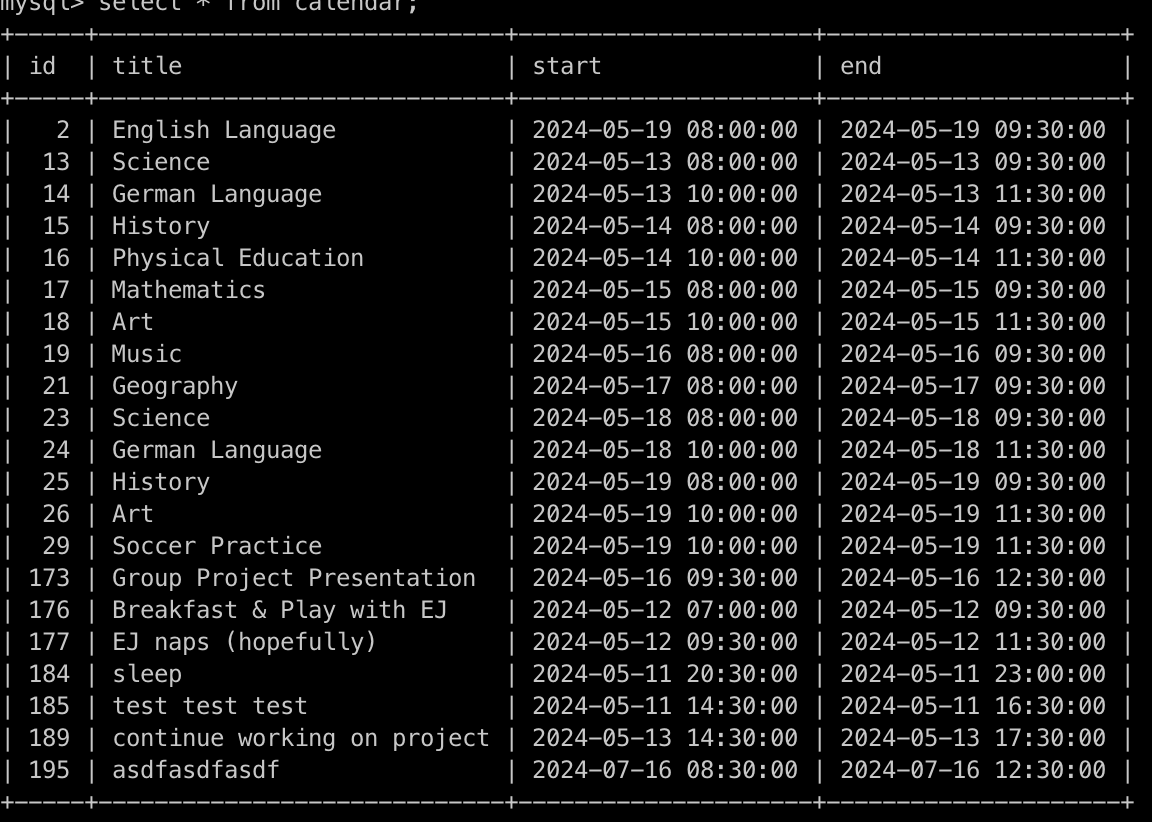 mysql> select * from calendar;
+-----+-----------------------------+---------------------+---------------------+
| id  | title                       | start               | end                 |
+-----+-----------------------------+---------------------+---------------------+
|   2 | English Language            | 2024-05-19 08:00:00 | 2024-05-19 09:30:00 |
|  13 | Science                     | 2024-05-13 08:00:00 | 2024-05-13 09:30:00 |
|  14 | German Language             | 2024-05-13 10:00:00 | 2024-05-13 11:30:00 |
|  15 | History                     | 2024-05-14 08:00:00 | 2024-05-14 09:30:00 |
|  16 | Physical Education          | 2024-05-14 10:00:00 | 2024-05-14 11:30:00 |
|  17 | Mathematics                 | 2024-05-15 08:00:00 | 2024-05-15 09:30:00 |
|  18 | Art                         | 2024-05-15 10:00:00 | 2024-05-15 11:30:00 |
|  19 | Music                       | 2024-05-16 08:00:00 | 2024-05-16 09:30:00 |
|  21 | Geography                   | 2024-05-17 08:00:00 | 2024-05-17 09:30:00 |
|  23 | Science                     | 2024-05-18 08:00:00 | 2024-05-18 09:30:00 |
|  24 | German Language             | 2024-05-18 10:00:00 | 2024-05-18 11:30:00 |
|  25 | History                     | 2024-05-19 08:00:00 | 2024-05-19 09:30:00 |
|  26 | Art                         | 2024-05-19 10:00:00 | 2024-05-19 11:30:00 |
|  29 | Soccer Practice             | 2024-05-19 10:00:00 | 2024-05-19 11:30:00 |
| 173 | Group Project Presentation  | 2024-05-16 09:30:00 | 2024-05-16 12:30:00 |
| 176 | Breakfast & Play with EJ    | 2024-05-12 07:00:00 | 2024-05-12 09:30:00 |
| 177 | EJ naps (hopefully)         | 2024-05-12 09:30:00 | 2024-05-12 11:30:00 |
| 184 | sleep                       | 2024-05-11 20:30:00 | 2024-05-11 23:00:00 |
| 185 | test test test              | 2024-05-11 14:30:00 | 2024-05-11 16:30:00 |
| 189 | continue working on project | 2024-05-13 14:30:00 | 2024-05-13 17:30:00 |
| 195 | asdfasdfasdf                | 2024-07-16 08:30:00 | 2024-07-16 12:30:00 |
+-----+-----------------------------+---------------------+---------------------+